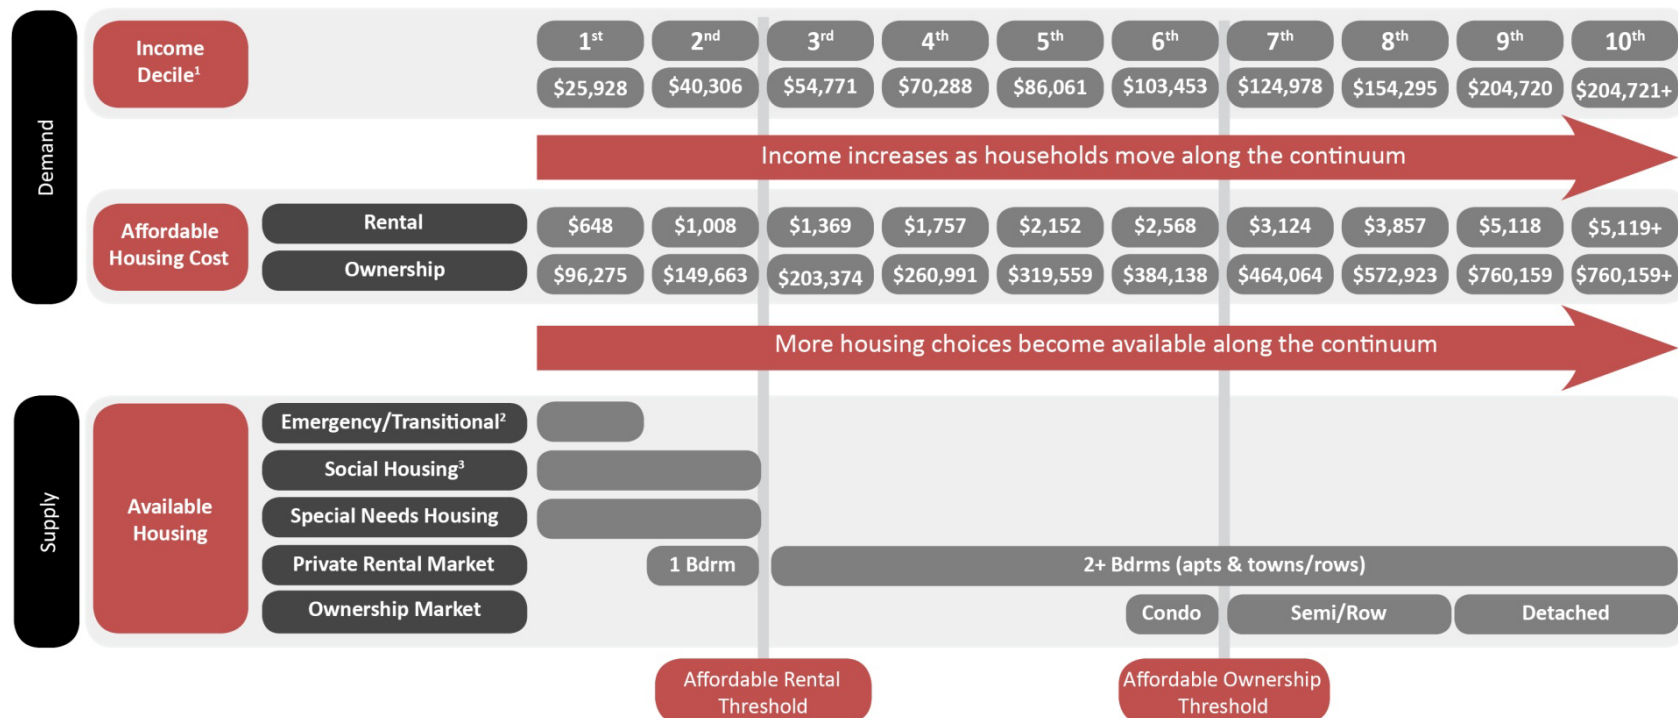 Demand
Income
Decile¹
1st 2nd 3rd 4th 5th 6th 7th 8th 9th 10th
$25,928 $40,306 $54,771 $70,288 $86,061 $103,453 $124,978 $154,295 $204,720 $204,721+
Income increases as households move along the continuum
Affordable
Housing Cost
Rental $648 $1,008 $1,369 $1,757 $2,152 $2,568 $3,124 $3,857 $5,118 $5,119+
Ownership $96,275 $149,663 $203,374 $260,991 $319,559 $384,138 $464,064 $572,923 $760,159 $760,159+
More housing choices become available along the continuum
Supply
Available
Housing
Emergency/Transitional²
Social Housing³
Special Needs Housing
Private Rental Market 1 Bdrm 2+ Bdrms (apts & towns/rows)
Ownership Market Condo Semi/Row Detached
Affordable Rental
Threshold
Affordable Ownership
Threshold